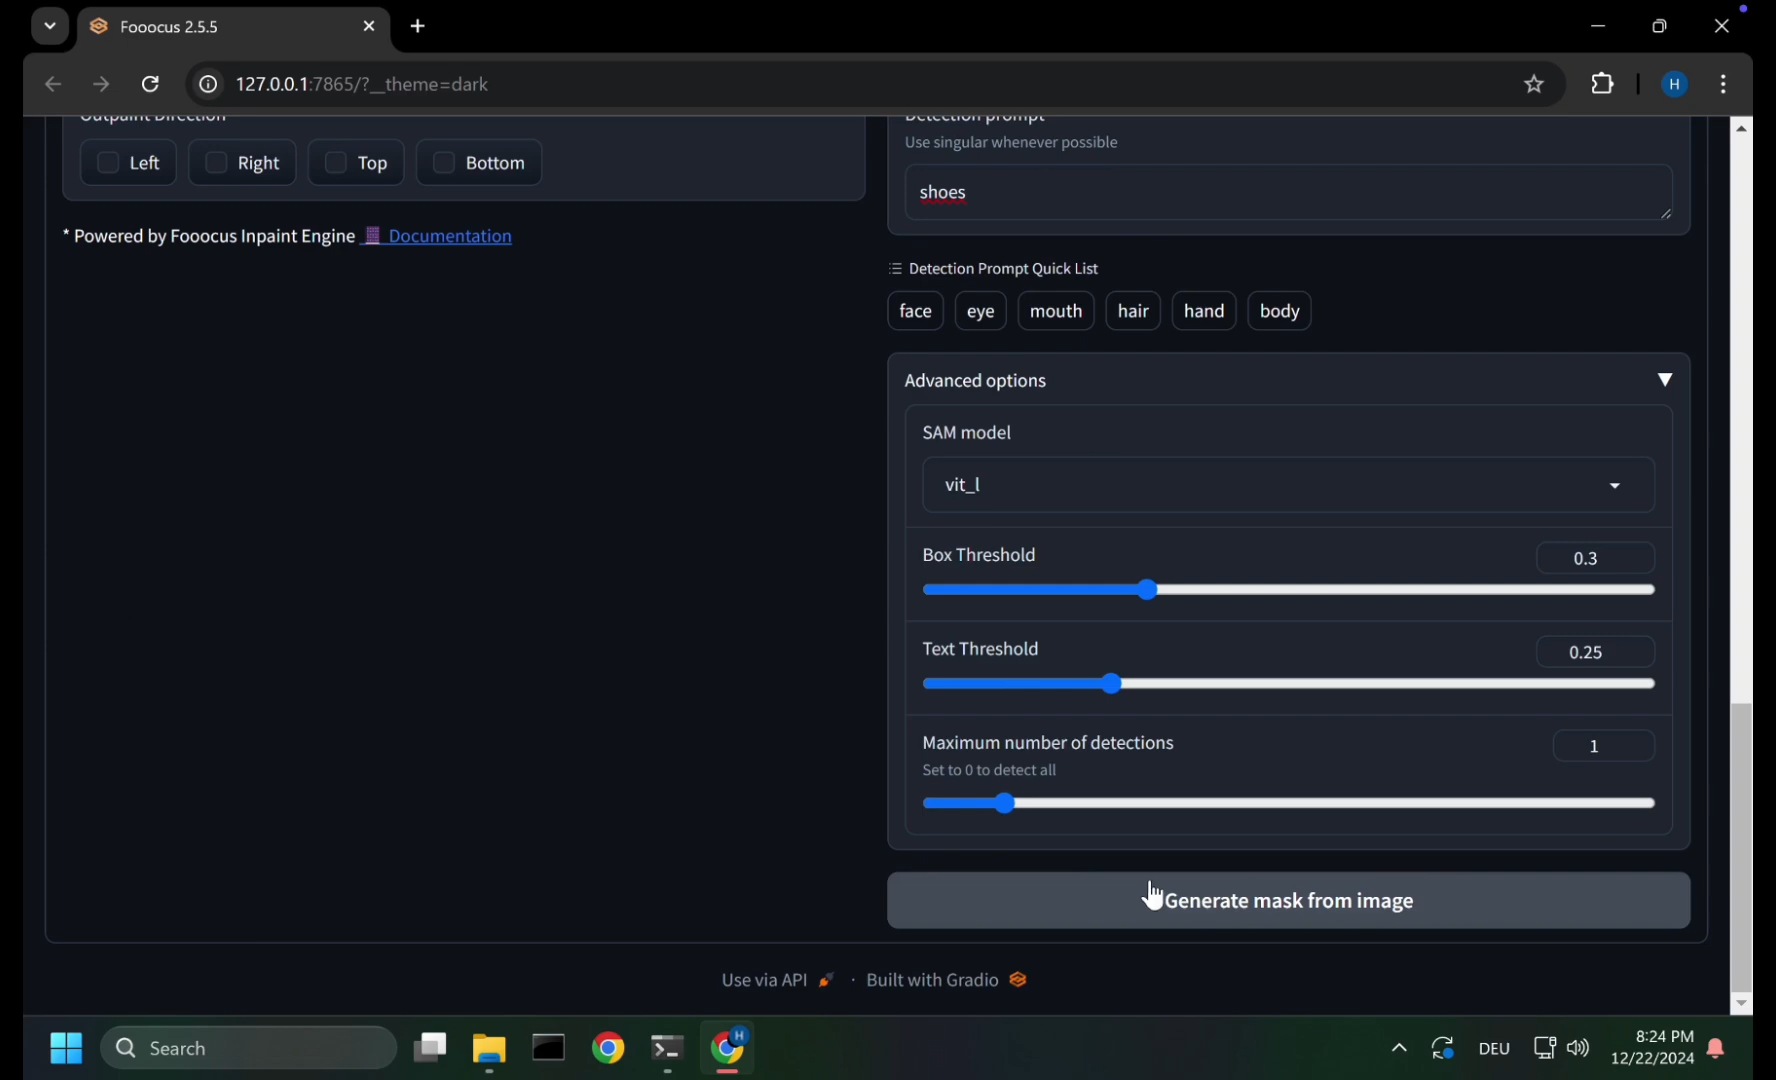 Fooocus 2.5.5
127.0.0.1:7865/?__theme=dark
H
Outpaint Direction
Left
Right
Top
Bottom
* Powered by Fooocus Inpaint Engine Documentation
Detection prompt
Use singular whenever possible
shoes
Detection Prompt Quick List
face
eye
mouth
hair
hand
body
Advanced options
SAM model
vit_l
Box Threshold
0.3
Text Threshold
0.25
Maximum number of detections
1
Set to 0 to detect all
Generate mask from image
Use via API · Built with Gradio
Search
H
DEU
8:24 PM
12/22/2024